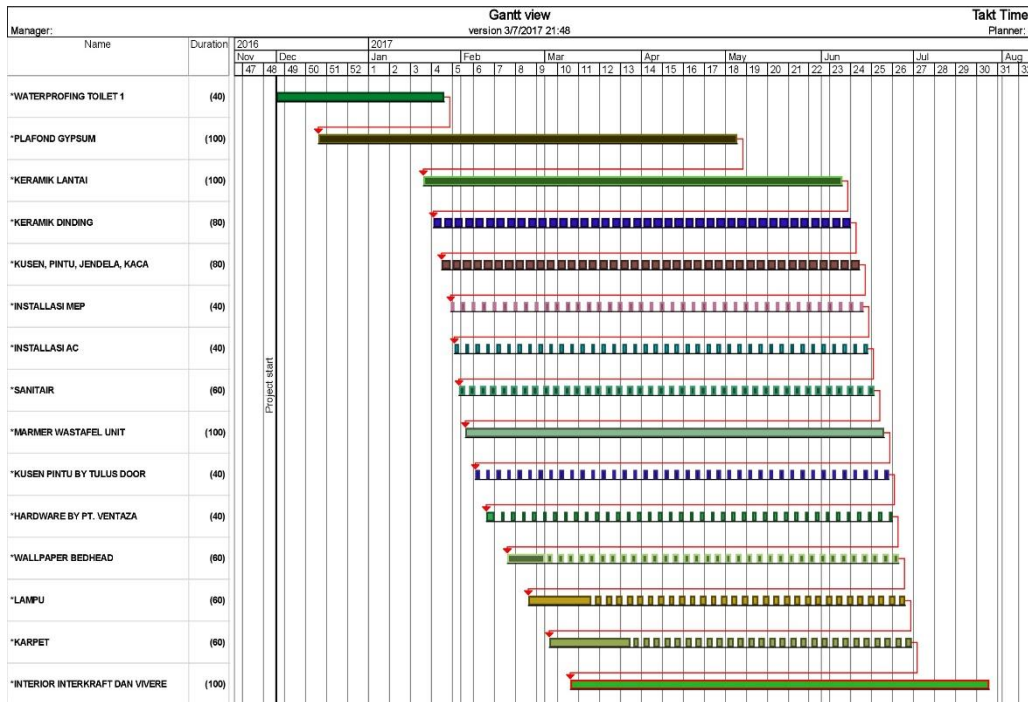 Gantt view
Takt Time
Manager:
version 3/7/2017 21:48
Planner:
Name Duration 2016 2017
Nov Dec Jan Feb Mar Apr May Jun Jul Aug
47 48 49 50 51 52 1 2 3 4 5 6 7 8 9 10 11 12 13 14 15 16 17 18 19 20 21 22 23 24 25 26 27 28 29 30 31 32
*WATERPROFING TOILET 1 (40)
*PLAFOND GYPSUM (100)
*KERAMIK LANTAI (100)
*KERAMIK DINDING (80)
*KUSEN, PINTU, JENDELA, KACA (80)
*INSTALLASI MEP (40)
*INSTALLASI AC (40)
*SANITAIR (60)
Project start
*MARMER WASTAFEL UNIT (100)
*KUSEN PINTU BY TULUS DOOR (40)
*HARDWARE BY PT. VENTAZA (40)
*WALLPAPER BEDHEAD (60)
*LAMPU (60)
*KARPET (60)
*INTERIOR INTERKRAFT DAN VIVERE (100)